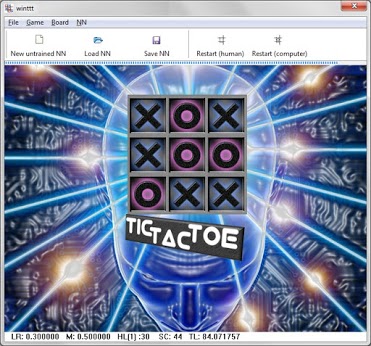 winttt
File Game Board NN
New untrained NN Load NN Save NN Restart (human) Restart (computer)
X O X
X O O
O X X
TIC TAC TOE
LR: 0.300000 M: 0.500000 HL(1) :30 SC: 44 TL: 84.071757